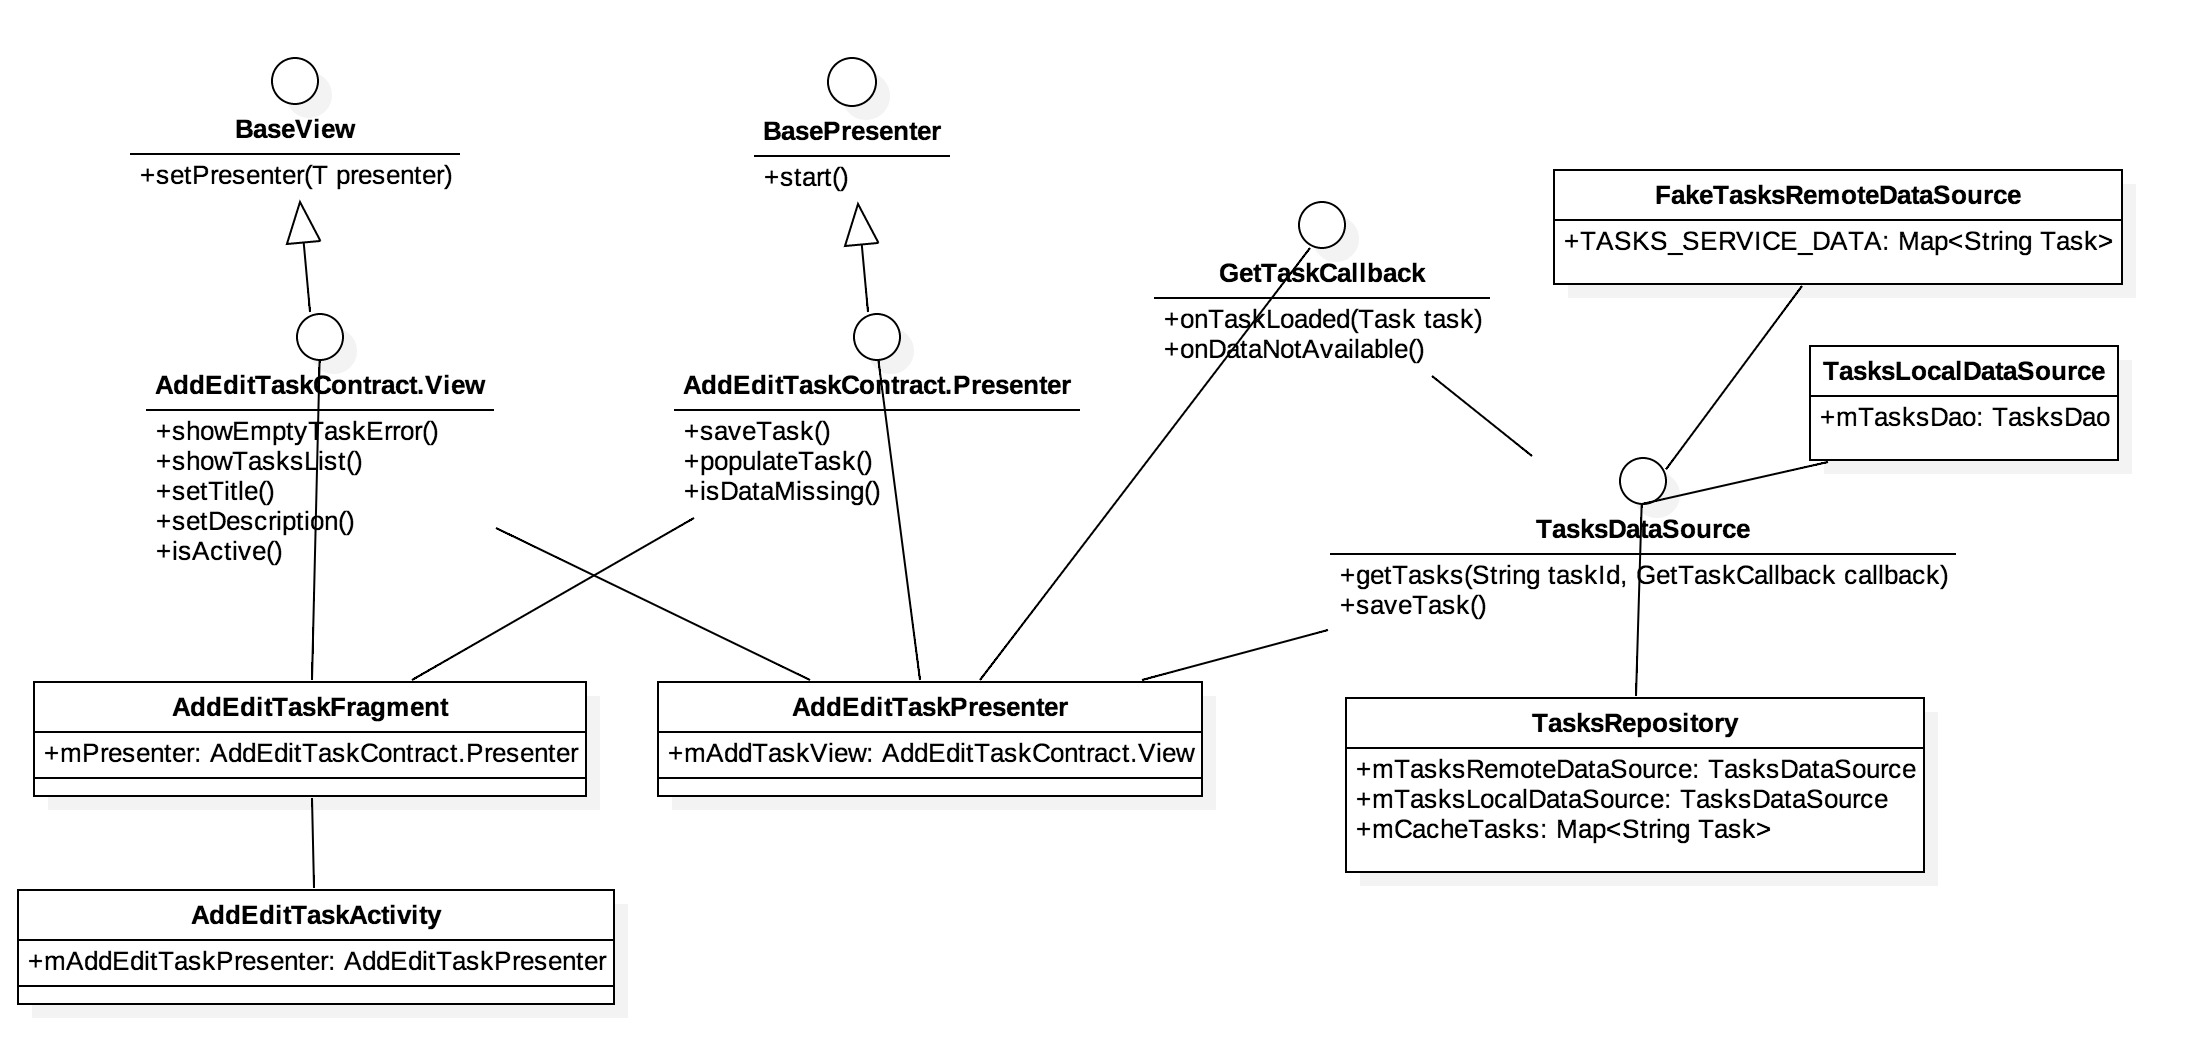 BaseView
+setPresenter(T presenter)
BasePresenter
+start()
GetTaskCallback
+onTaskLoaded(Task task)
+onDataNotAvailable()
FakeTasksRemoteDataSource
+TASKS_SERVICE_DATA: Map<String Task>
TasksLocalDataSource
+mTasksDao: TasksDao
AddEditTaskContract.View
+showEmptyTaskError()
+showTasksList()
+setTitle()
+setDescription()
+isActive()
AddEditTaskContract.Presenter
+saveTask()
+populateTask()
+isDataMissing()
TasksDataSource
+getTasks(String taskId, GetTaskCallback callback)
+saveTask()
AddEditTaskFragment
+mPresenter: AddEditTaskContract.Presenter
AddEditTaskPresenter
+mAddTaskView: AddEditTaskContract.View
TasksRepository
+mTasksRemoteDataSource: TasksDataSource
+mTasksLocalDataSource: TasksDataSource
+mCacheTasks: Map<String Task>
AddEditTaskActivity
+mAddEditTaskPresenter: AddEditTaskPresenter